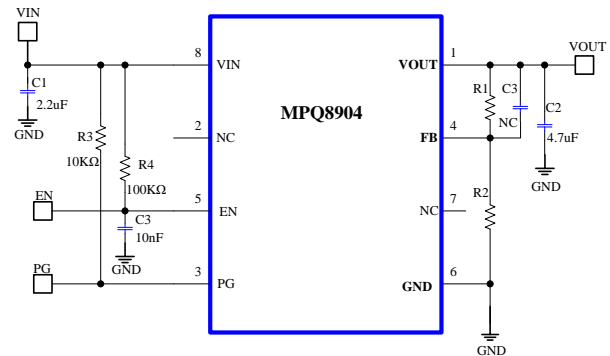 VIN
8
VIN
C1
2.2uF
GND
R3
10KΩ
R4
100KΩ
2
NC
EN
5
EN
C3
10nF
GND
PG
3
PG
MPQ8904
VOUT
1
VOUT
R1
C3
NC
C2
4.7uF
GND
4
FB
R2
7
NC
6
GND
GND